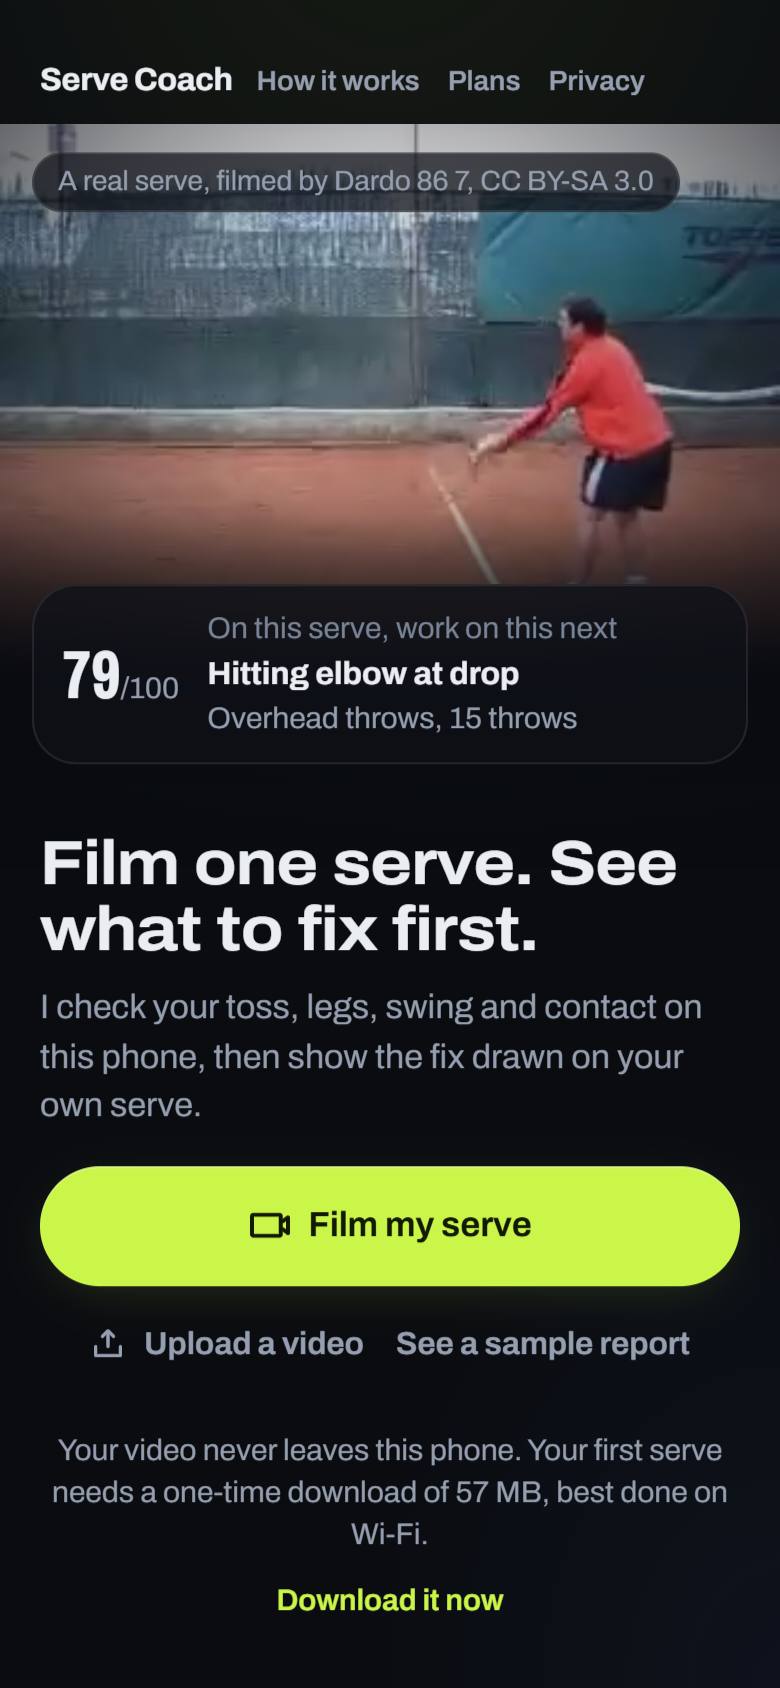 Serve Coach How it works Plans Privacy
A real serve, filmed by Dardo 86 7, CC BY-SA 3.0
79/100
On this serve, work on this next
Hitting elbow at drop
Overhead throws, 15 throws
Film one serve. See
what to fix first.
I check your toss, legs, swing and contact on
this phone, then show the fix drawn on your
own serve.
Film my serve
Upload a video See a sample report
Your video never leaves this phone. Your first serve
needs a one-time download of 57 MB, best done on
Wi-Fi.
Download it now